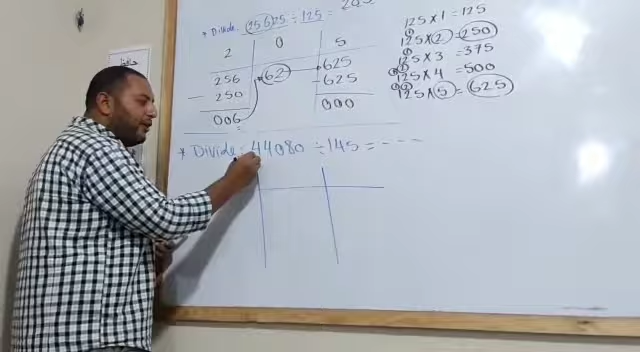 * Divide (25625 ÷ 125 = 205
2 0 5
256 62 625
− 250 − 625
006 000
125 x 1 = 125
125 x 2 = 250
125 x 3 = 375
125 x 4 = 500
125 x 5 = 625
* Divide: 44080 ÷ 145 = ----